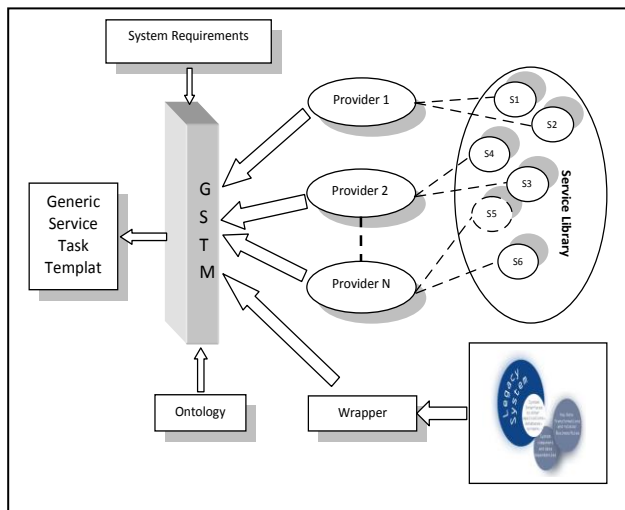 System Requirements
Provider 1
S1
S2
S4
G
S
T
M
Generic
Service
Task
Templat
Provider 2
S3
S5
Service Library
Provider N
S6
Ontology
Wrapper
Legacy
System